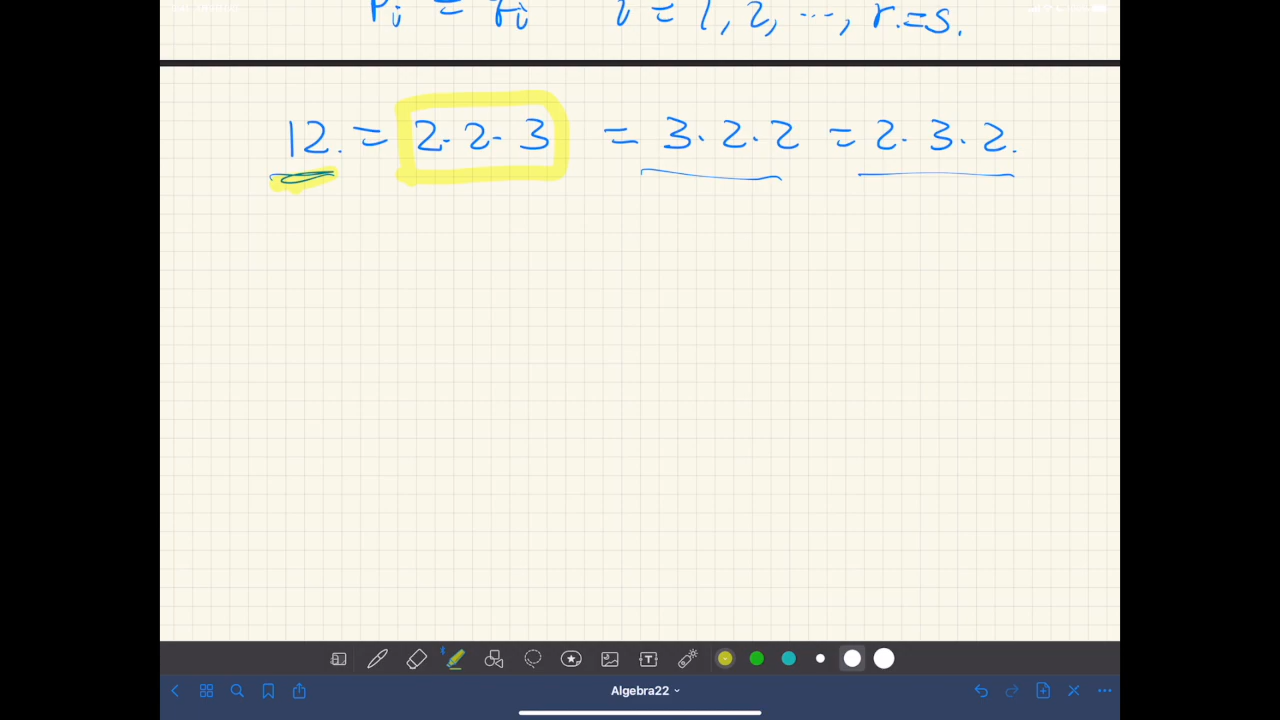 Pi = qi i = 1, 2, ..., r.=s.
12. = 2·2·3 = 3·2·2 = 2·3·2.
T
Algebra22